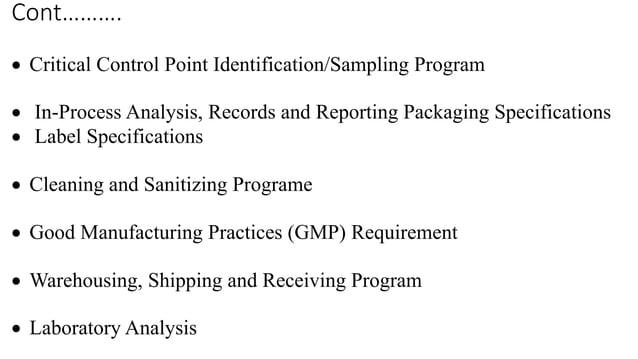 Cont..........
• Critical Control Point Identification/Sampling Program
• In-Process Analysis, Records and Reporting Packaging Specifications
• Label Specifications
• Cleaning and Sanitizing Programe
• Good Manufacturing Practices (GMP) Requirement
• Warehousing, Shipping and Receiving Program
• Laboratory Analysis